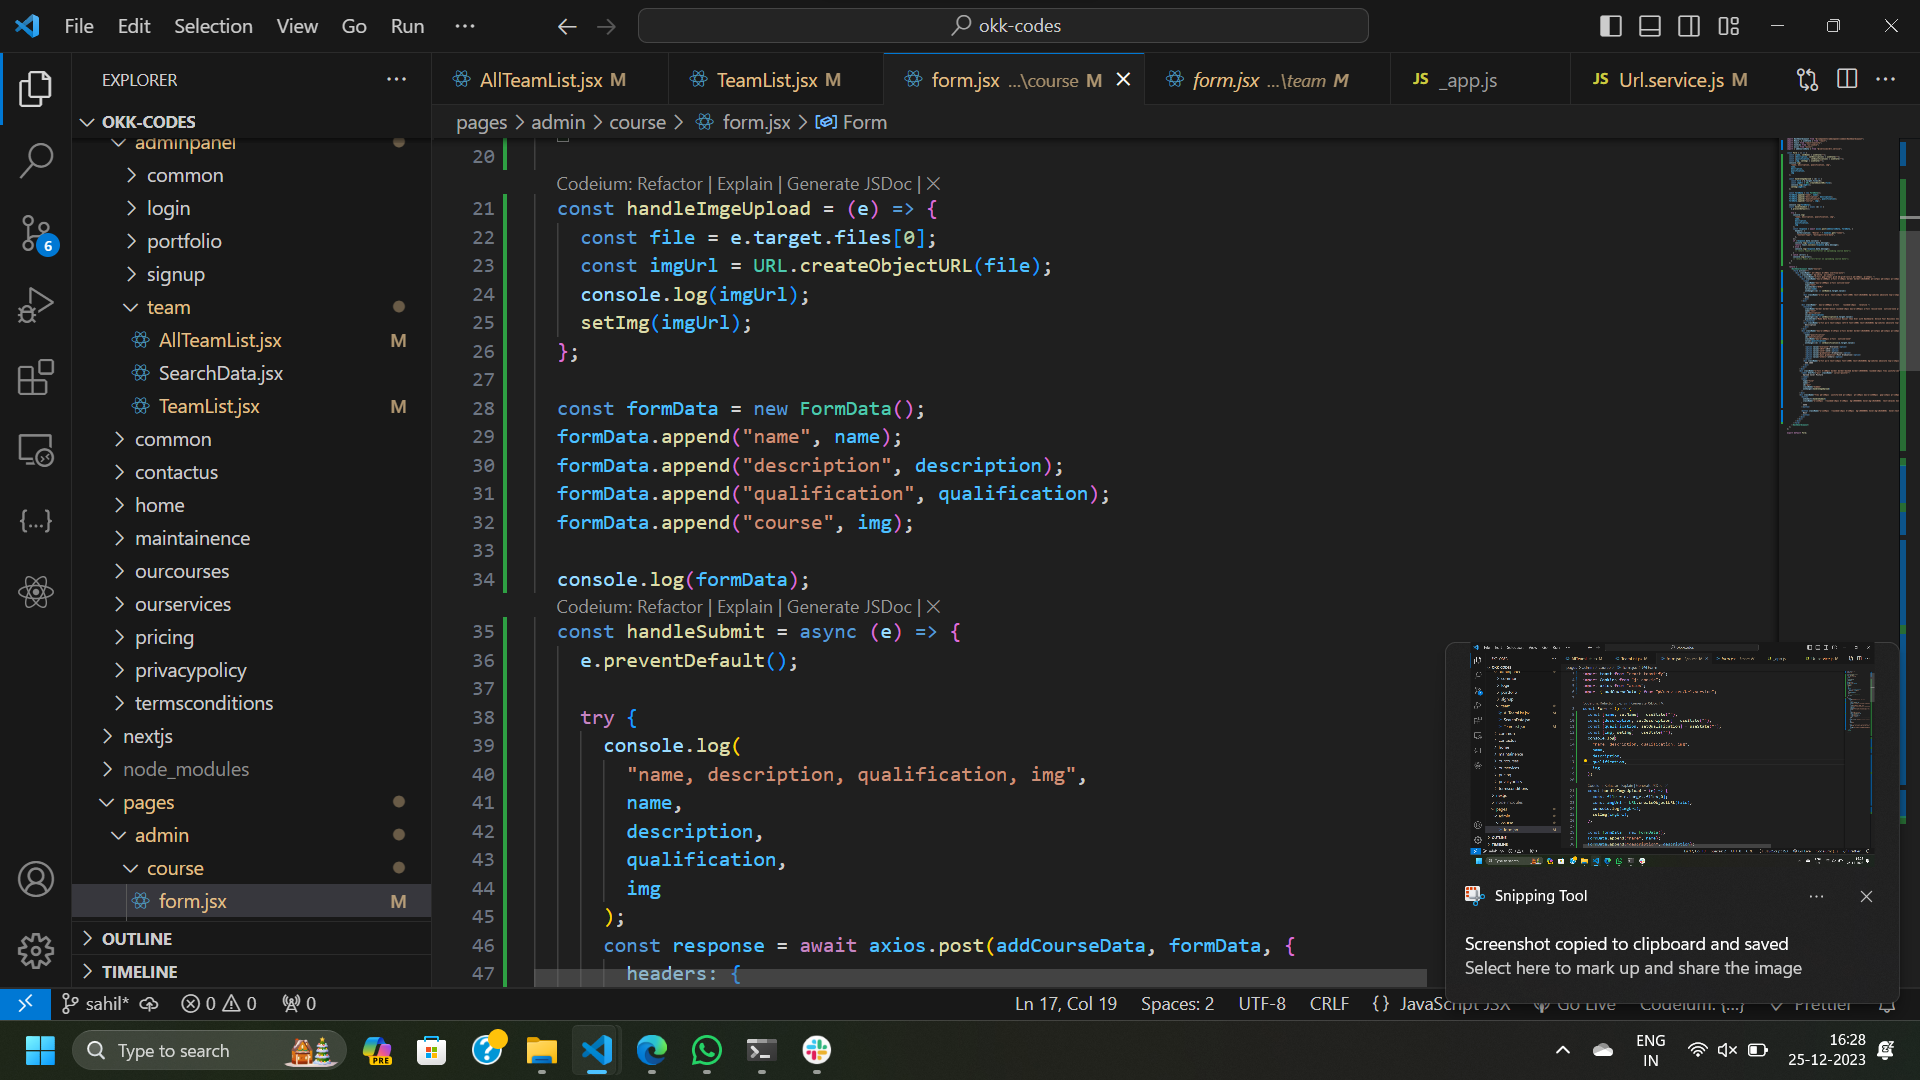 File Edit Selection View Go Run ··· okk-codes
EXPLORER ···
OKK-CODES
adminpanel
common
login
portfolio
signup
team
AllTeamList.jsx M
SearchData.jsx
TeamList.jsx M
common
contactus
home
maintainence
ourcourses
ourservices
pricing
privacypolicy
termsconditions
nextjs
node_modules
pages
admin
course
form.jsx M
OUTLINE
TIMELINE
AllTeamList.jsx M TeamList.jsx M form.jsx ...\course M form.jsx ...\team M JS _app.js JS Url.service.js M ···
pages > admin > course > form.jsx > Form
20
Codeium: Refactor | Explain | Generate JSDoc | ×
21 const handleImgeUpload = (e) => {
22 const file = e.target.files[0];
23 const imgUrl = URL.createObjectURL(file);
24 console.log(imgUrl);
25 setImg(imgUrl);
26 };
27
28 const formData = new FormData();
29 formData.append("name", name);
30 formData.append("description", description);
31 formData.append("qualification", qualification);
32 formData.append("course", img);
33
34 console.log(formData);
Codeium: Refactor | Explain | Generate JSDoc | ×
35 const handleSubmit = async (e) => {
36 e.preventDefault();
37
38 try {
39 console.log(
40 "name, description, qualification, img",
41 name,
42 description,
43 qualification,
44 img
45 );
46 const response = await axios.post(addCourseData, formData, {
47 headers: {
Snipping Tool ···
Screenshot copied to clipboard and saved
Select here to mark up and share the image
6
sahil* 0 0 0 Ln 17, Col 19 Spaces: 2 UTF-8 CRLF {} JavaScript JSX Go Live Codeium: {...} Prettier
Type to search
PRE
ENG
IN
16:28
25-12-2023